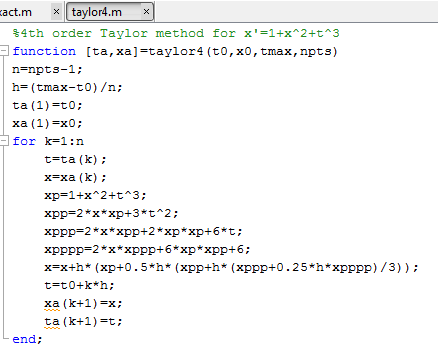 xact.m × taylor4.m ×
%4th order Taylor method for x'=1+x^2+t^3
function [ta,xa]=taylor4(t0,x0,tmax,npts)
n=npts-1;
h=(tmax-t0)/n;
ta(1)=t0;
xa(1)=x0;
for k=1:n
    t=ta(k);
    x=xa(k);
    xp=1+x^2+t^3;
    xpp=2*x*xp+3*t^2;
    xppp=2*x*xpp+2*xp*xp+6*t;
    xpppp=2*x*xppp+6*xp*xpp+6;
    x=x+h*(xp+0.5*h*(xpp+h*(xppp+0.25*h*xpppp)/3));
    t=t0+k*h;
    xa(k+1)=x;
    ta(k+1)=t;
end;